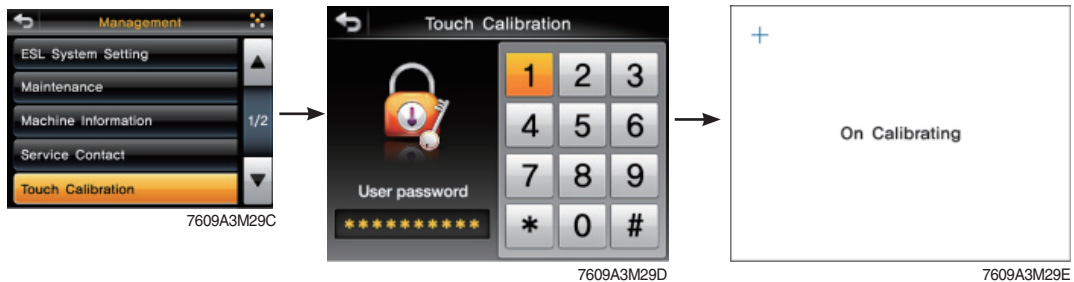 Management
ESL System Setting
Maintenance
Machine Information
Service Contact
Touch Calibration
1/2
7609A3M29C
Touch Calibration
User password
**********
1 2 3
4 5 6
7 8 9
* 0 #
7609A3M29D
On Calibrating
7609A3M29E